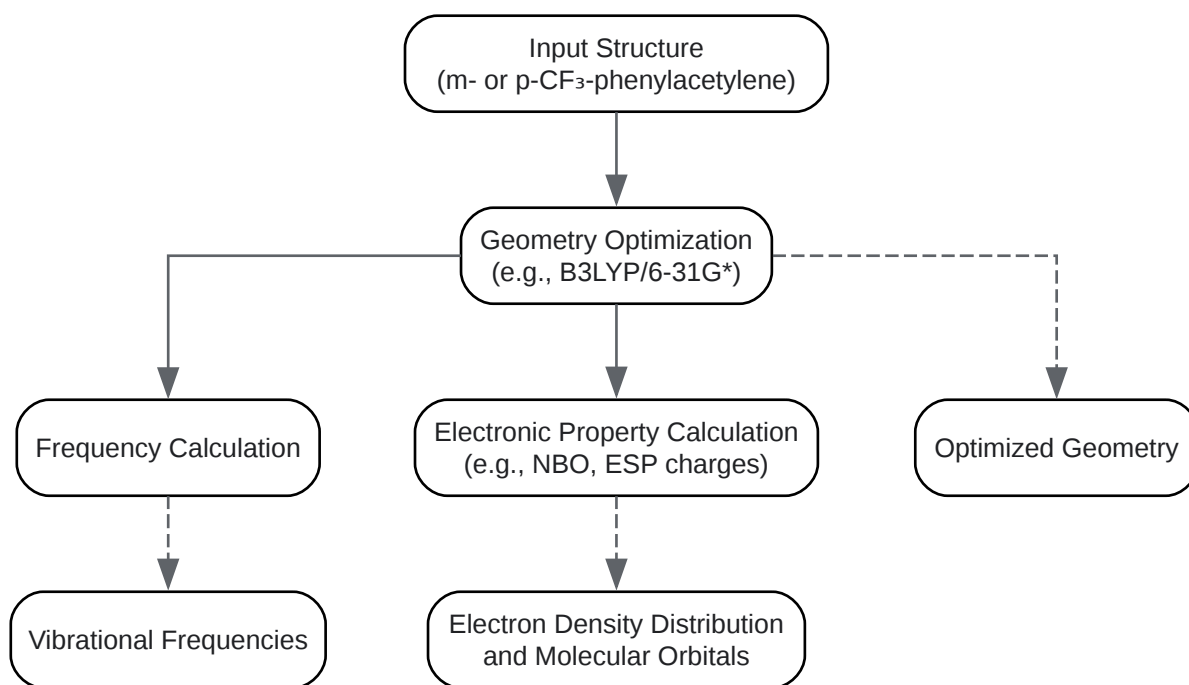 Input Structure
(m- or p-CF₃-phenylacetylene)
Geometry Optimization
(e.g., B3LYP/6-31G*)
Frequency Calculation
Electronic Property Calculation
(e.g., NBO, ESP charges)
Optimized Geometry
Vibrational Frequencies
Electron Density Distribution
and Molecular Orbitals